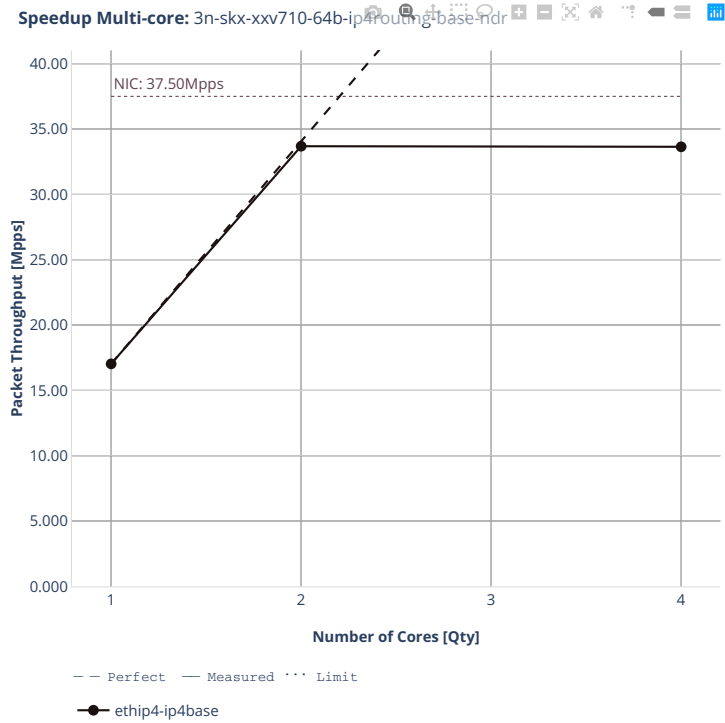 Speedup Multi-core: 3n-skx-xxv710-64b-ip4routing-base-ndr
40.00
NIC: 37.50Mpps
35.00
30.00
25.00
20.00
15.00
10.00
5.000
0.000
Packet Throughput [Mpps]
1 2 3 4
Number of Cores [Qty]
Perfect Measured Limit
ethip4-ip4base